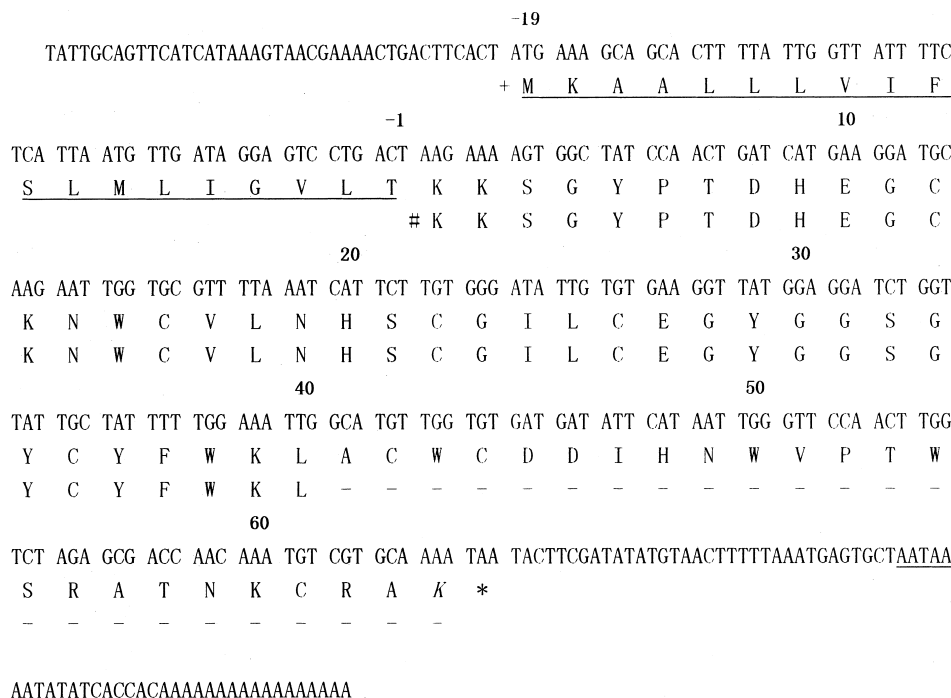 -19
TATTGCAGTTCATCATAAAGTAACGAAAACTGACTTCACT ATG AAA GCA GCA CTT TTA TTG GTT ATT TTC
+ M K A A L L L V I F
-1 10
TCA TTA ATG TTG ATA GGA GTC CTG ACT AAG AAA AGT GGC TAT CCA ACT GAT CAT GAA GGA TGC
S L M L I G V L T K K S G Y P T D H E G C
# K K S G Y P T D H E G C
20 30
AAG AAT TGG TGC GTT TTA AAT CAT TCT TGT GGG ATA TTG TGT GAA GGT TAT GGA GGA TCT GGT
K N W C V L N H S C G I L C E G Y G G S G
K N W C V L N H S C G I L C E G Y G G S G
40 50
TAT TGC TAT TTT TGG AAA TTG GCA TGT TGG TGT GAT GAT ATT CAT AAT TGG GTT CCA ACT TGG
Y C Y F W K L A C W C D D I H N W V P T W
Y C Y F W K L – – – – – – – – – – – – – –
60
TCT AGA GCG ACC AAC AAA TGT CGT GCA AAA TAA TACTTCGATATATGTAACTTTTTAAATGAGTGCTAATAA
S R A T N K C R A K *
– – – – – – – – – –
AATATATCACCACAAAAAAAAAAAAAAAAA